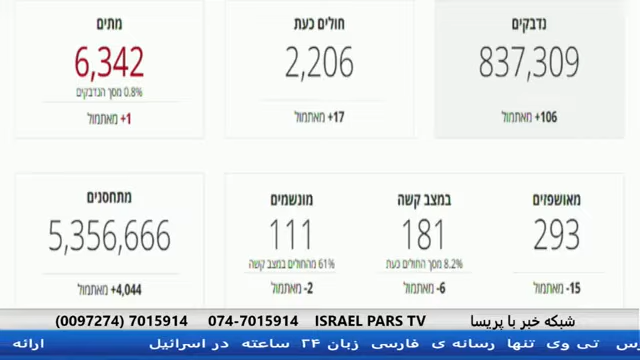 נדבקים
837,309
+106 מאתמול
חולים כעת
2,206
+17 מאתמול
מתים
6,342
0.8% מסך הנדבקים
+1 מאתמול
מאושפזים
293
-15 מאתמול
במצב קשה
181
8.2% מסך החולים כעת
-6 מאתמול
מונשמים
111
61% מהחולים במצב קשה
-2 מאתמול
מתחסנים
5,356,666
+4,044 מאתמול
شبکه خبر با پریسا ISRAEL PARS TV 074-7015914 (0097274) 7015914
رس تی وی تنها رسانه ی فارسی زبان ۲۴ ساعته در اسرائیل ارائه